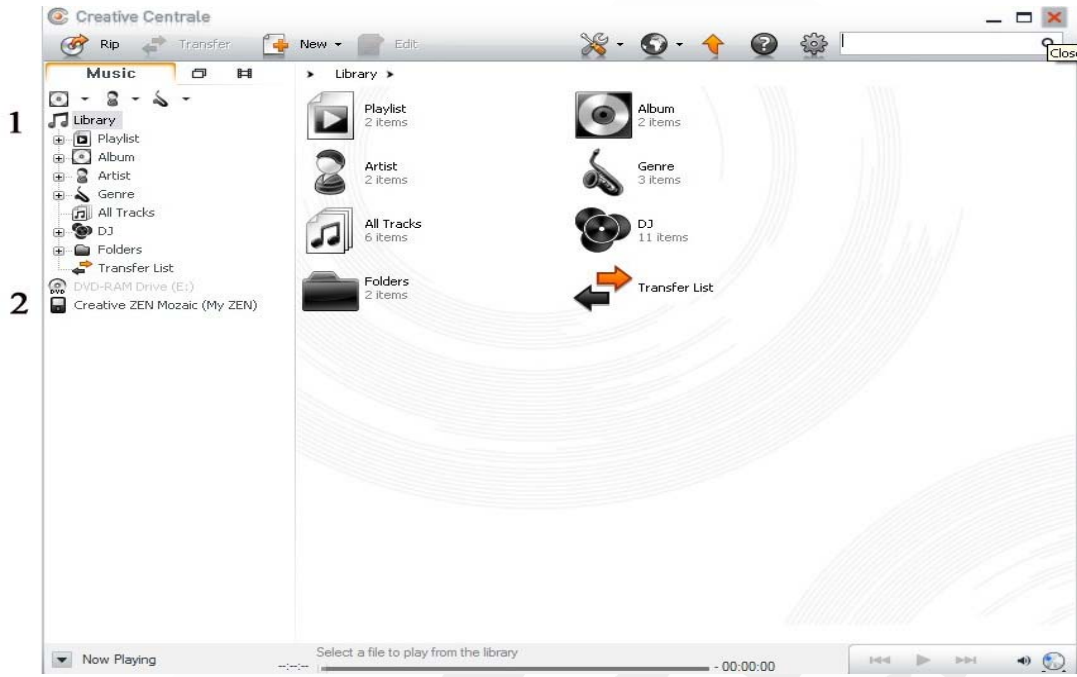 Creative Centrale
Rip Transfer New Edit
Close
Music
Library
1
Library
Playlist
Album
Artist
Genre
All Tracks
DJ
Folders
Transfer List
DVD-RAM Drive (E:)
2
Creative ZEN Mozaic (My ZEN)
Playlist
2 items
Album
2 items
Artist
2 items
Genre
3 items
All Tracks
6 items
DJ
11 items
Folders
2 items
Transfer List
Now Playing
Select a file to play from the library
--:--:--
- 00:00:00